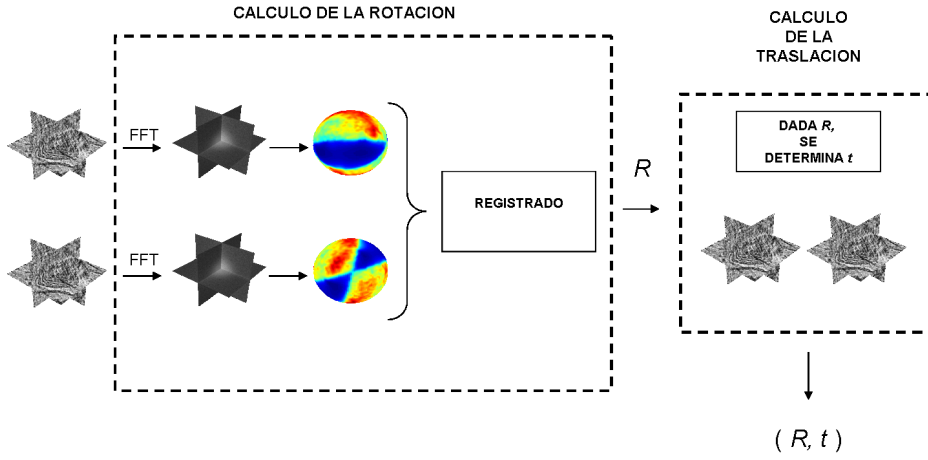 CALCULO DE LA ROTACION
CALCULO
DE LA
TRASLACION
FFT
FFT
REGISTRADO
R
DADA R,
SE
DETERMINA t
( R, t )